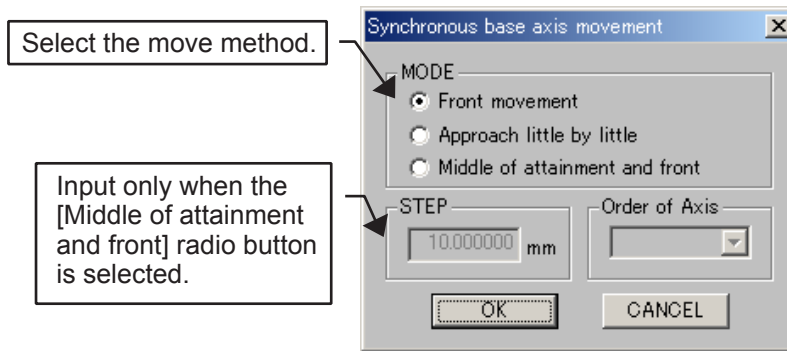 Synchronous base axis movement
Select the move method.
MODE
Front movement
Approach little by little
Middle of attainment and front
Input only when the
[Middle of attainment
and front] radio button
is selected.
STEP
10.000000 mm
Order of Axis
OK
CANCEL